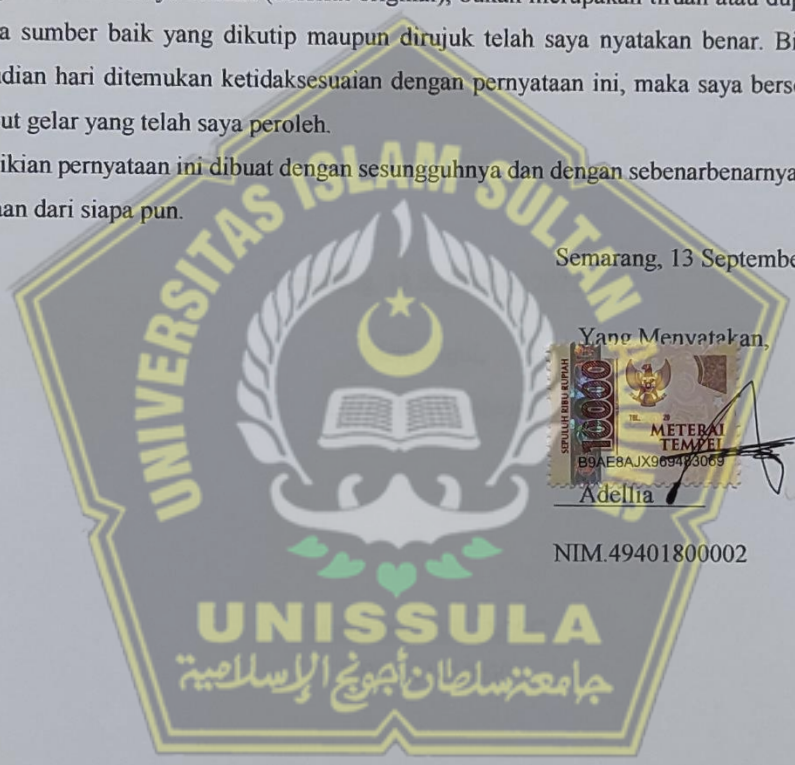 a sumber baik yang dikutip maupun dirujuk telah saya nyatakan benar.
dian hari ditemukan ketidaksesuaian dengan pernyataan ini, maka saya
ut gelar yang telah saya peroleh.
ikian pernyataan ini dibuat dengan sesungguhnya dan dengan sebenarbenarnya
an dari siapa pun.
Semarang, 13 Septembe
Yang Menyatakan,
SEPULUH RIBU RUPIAH
10000
TGL. 20
METERAI
TEMPEL
B9AE8AJX969483069
Adellia
NIM.49401800002
UNIVERSITAS ISLAM SULTAN
UNISSULA
جامعة سلطان أجونج الإسلامية